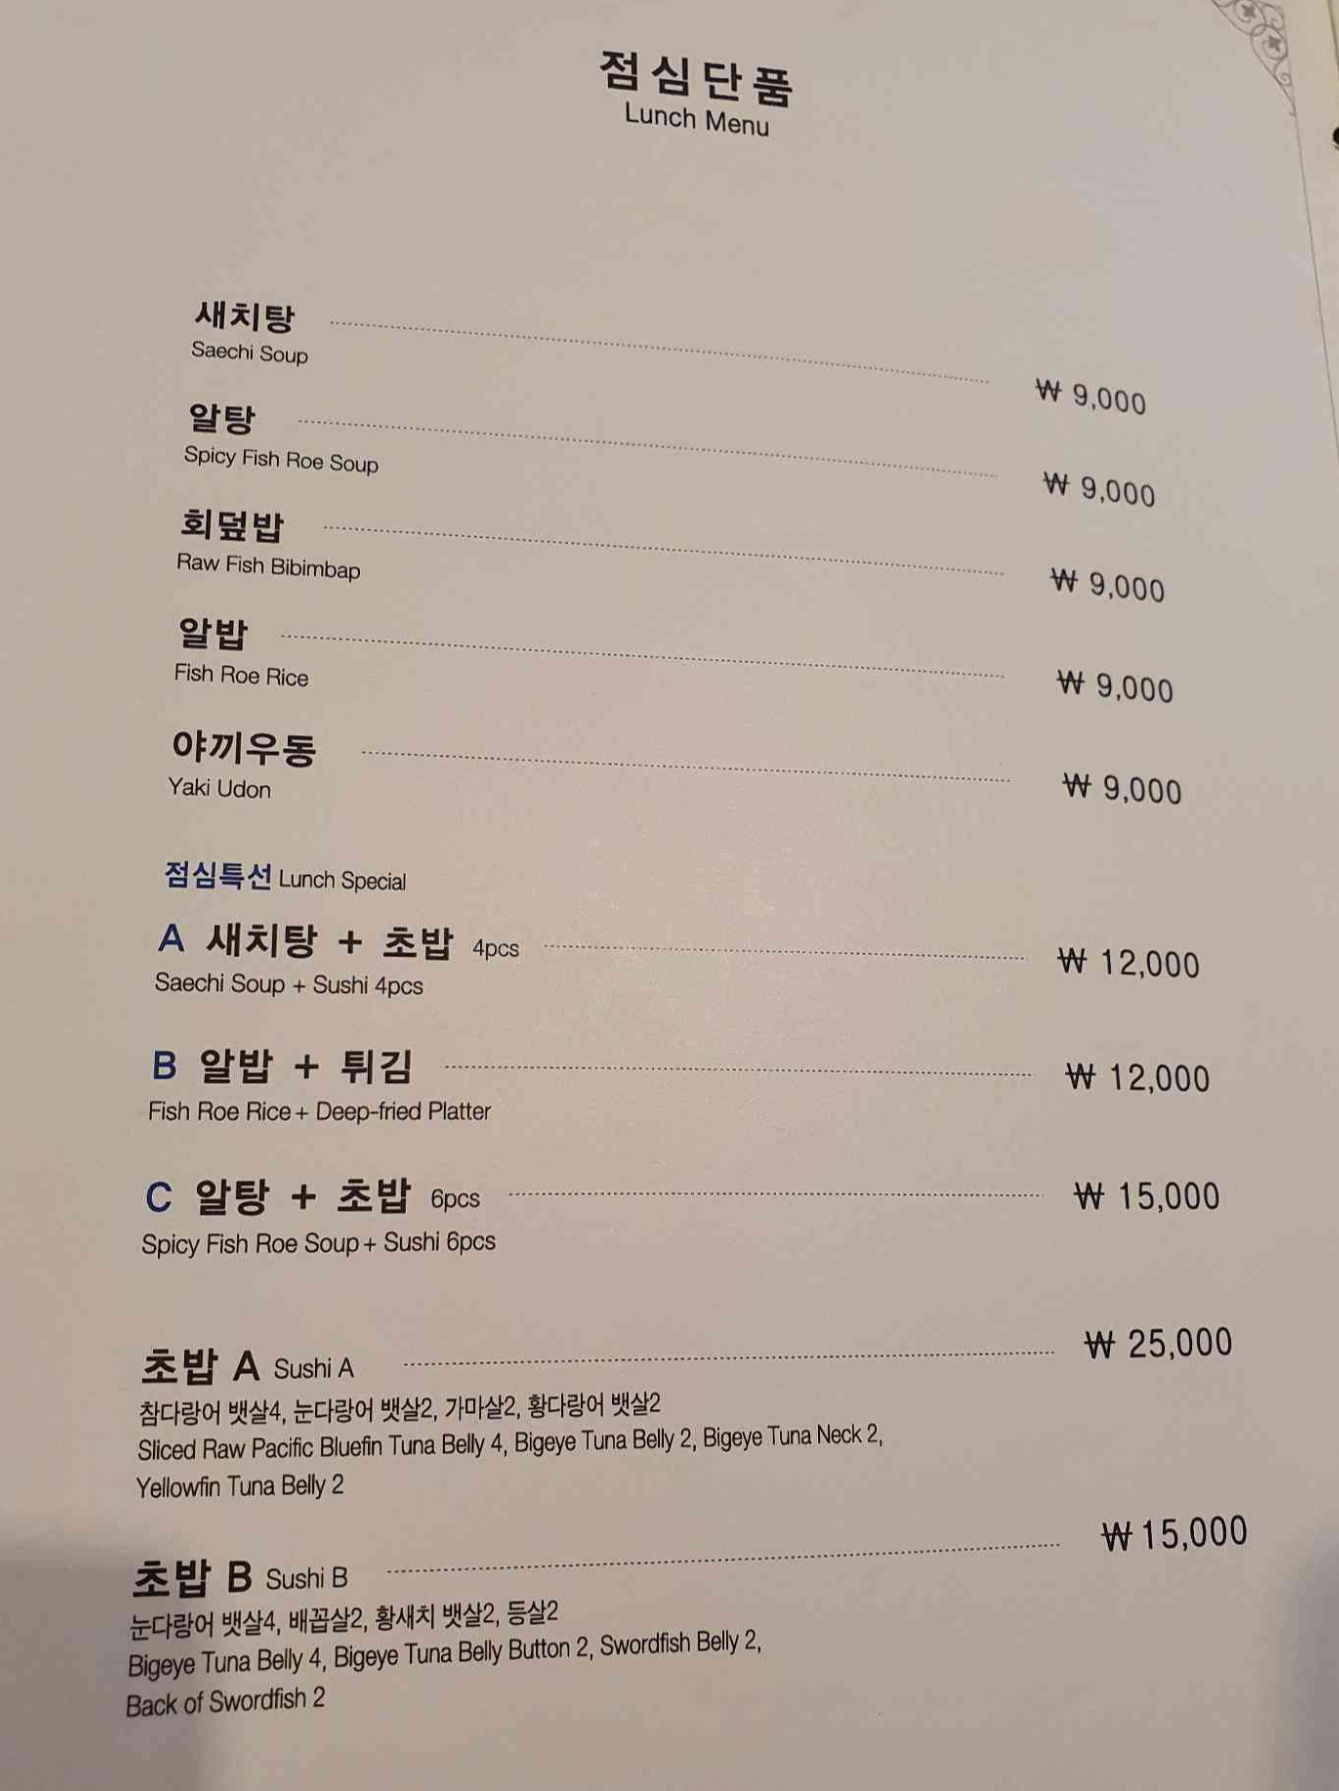 점심단품
Lunch Menu
새치탕
Saechi Soup
₩ 9,000
알탕
Spicy Fish Roe Soup
₩ 9,000
회덮밥
Raw Fish Bibimbap
₩ 9,000
알밥
Fish Roe Rice
₩ 9,000
야끼우동
Yaki Udon
₩ 9,000
점심특선 Lunch Special
A 새치탕 + 초밥 4pcs ₩ 12,000
Saechi Soup + Sushi 4pcs
B 알밥 + 튀김 ₩ 12,000
Fish Roe Rice + Deep-fried Platter
C 알탕 + 초밥 6pcs ₩ 15,000
Spicy Fish Roe Soup + Sushi 6pcs
초밥 A Sushi A ₩ 25,000
참다랑어 뱃살4, 눈다랑어 뱃살2, 가마살2, 황다랑어 뱃살2
Sliced Raw Pacific Bluefin Tuna Belly 4, Bigeye Tuna Belly 2, Bigeye Tuna Neck 2,
Yellowfin Tuna Belly 2
초밥 B Sushi B ₩ 15,000
눈다랑어 뱃살4, 배꼽살2, 황새치 뱃살2, 등살2
Bigeye Tuna Belly 4, Bigeye Tuna Belly Button 2, Swordfish Belly 2,
Back of Swordfish 2